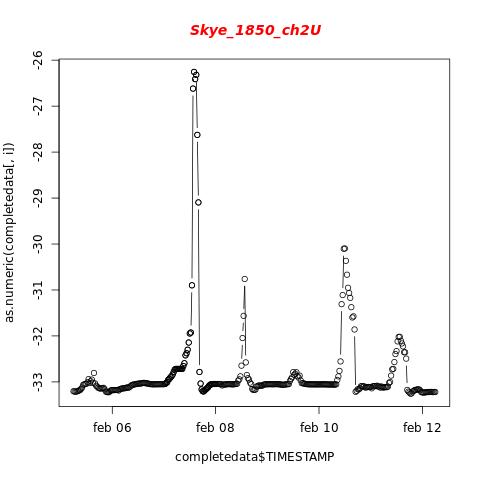 Skye_1850_ch2U
as.numeric(completedata[, i])
-26
-27
-28
-29
-30
-31
-32
-33
feb 06
feb 08
feb 10
feb 12
completedata$TIMESTAMP